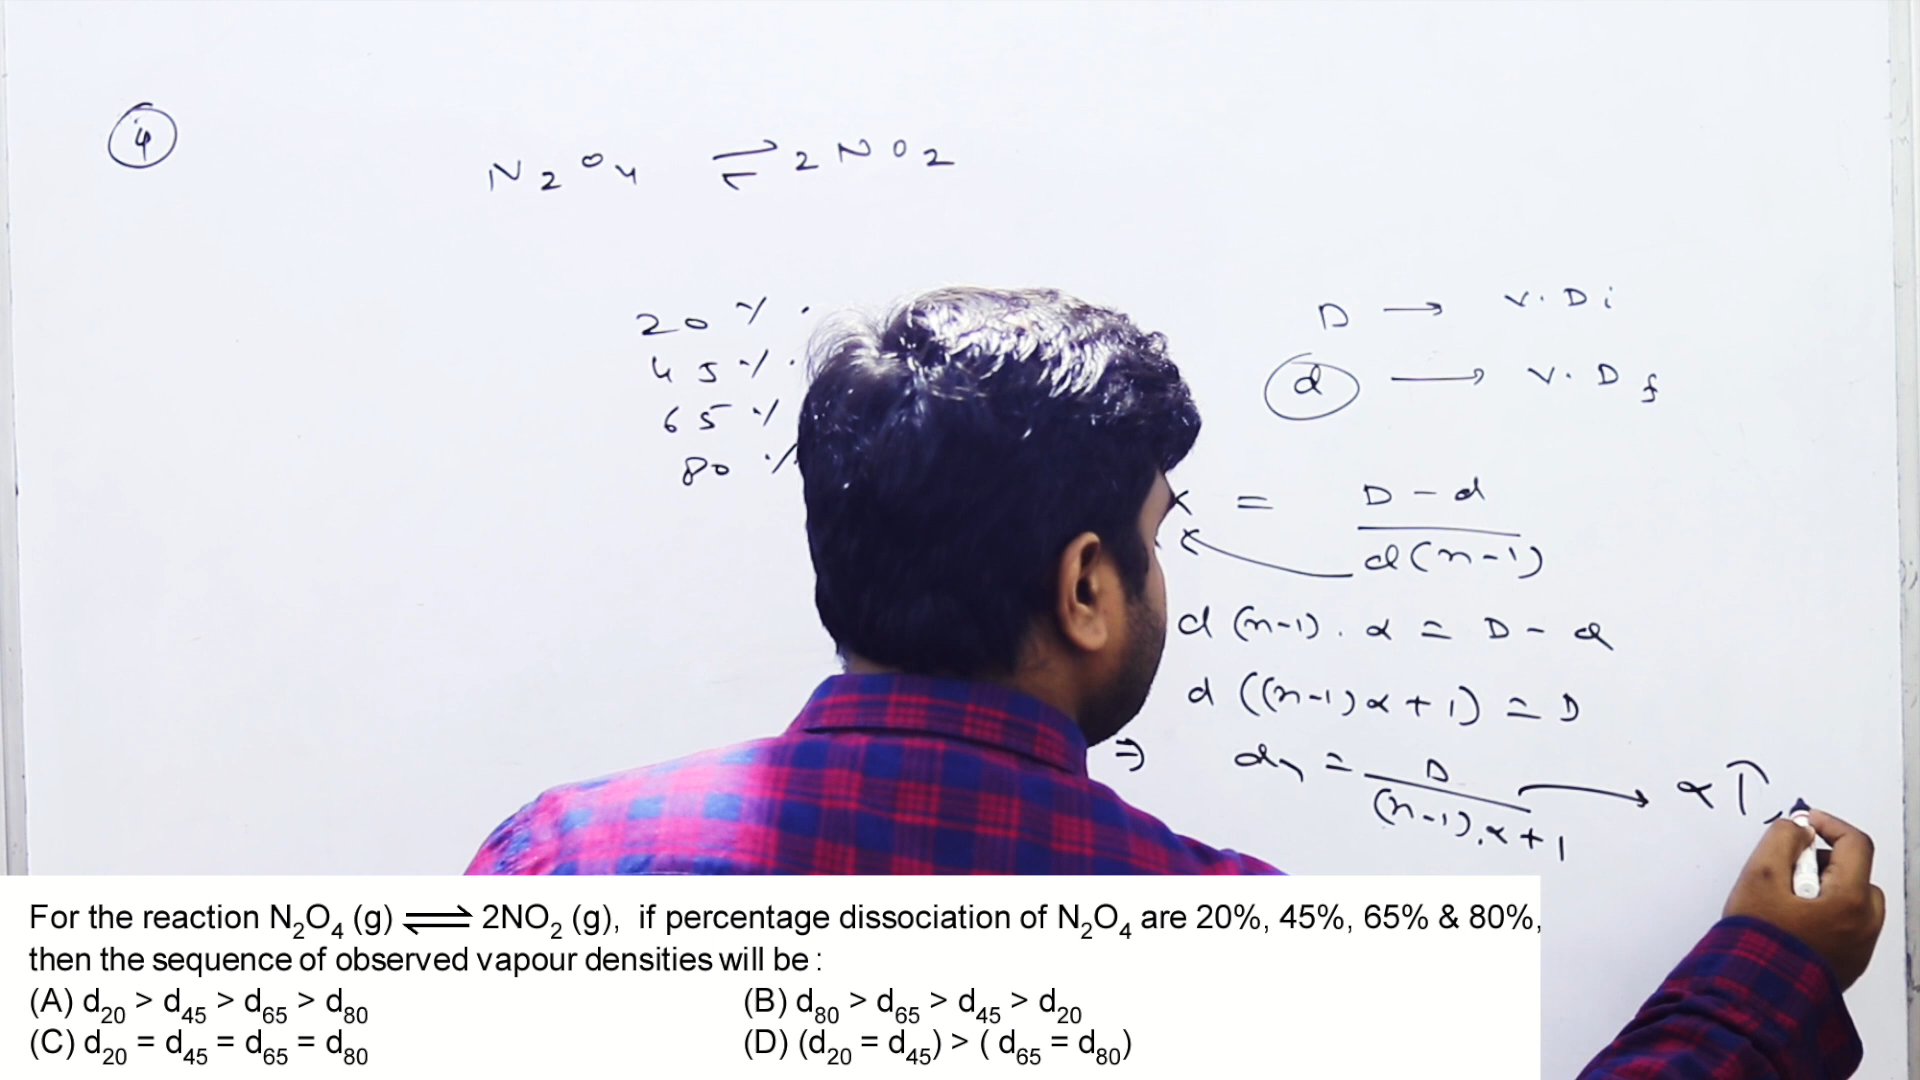 4
N2O4 ⇌ 2NO2
20%.
45%.
65%
80%
D → V.Di
d → V.Df
α = D - d / d(n-1)
d(n-1).α = D - d
d((n-1)α+1) = D
⇒ d = D / (n-1).α+1 → α↑
For the reaction N₂O₄ (g) ⇌ 2NO₂ (g), if percentage dissociation of N₂O₄ are 20%, 45%, 65% & 80%,
then the sequence of observed vapour densities will be :
(A) d₂₀ > d₄₅ > d₆₅ > d₈₀ (B) d₈₀ > d₆₅ > d₄₅ > d₂₀
(C) d₂₀ = d₄₅ = d₆₅ = d₈₀ (D) (d₂₀ = d₄₅) > ( d₆₅ = d₈₀)